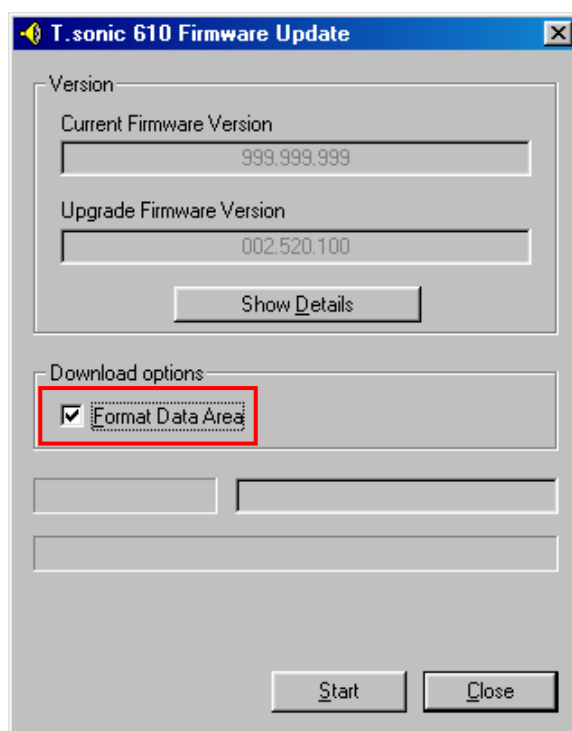 T.sonic 610 Firmware Update
Version
Current Firmware Version
999.999.999
Upgrade Firmware Version
002.520.100
Show Details
Download options
Format Data Area
Start
Close